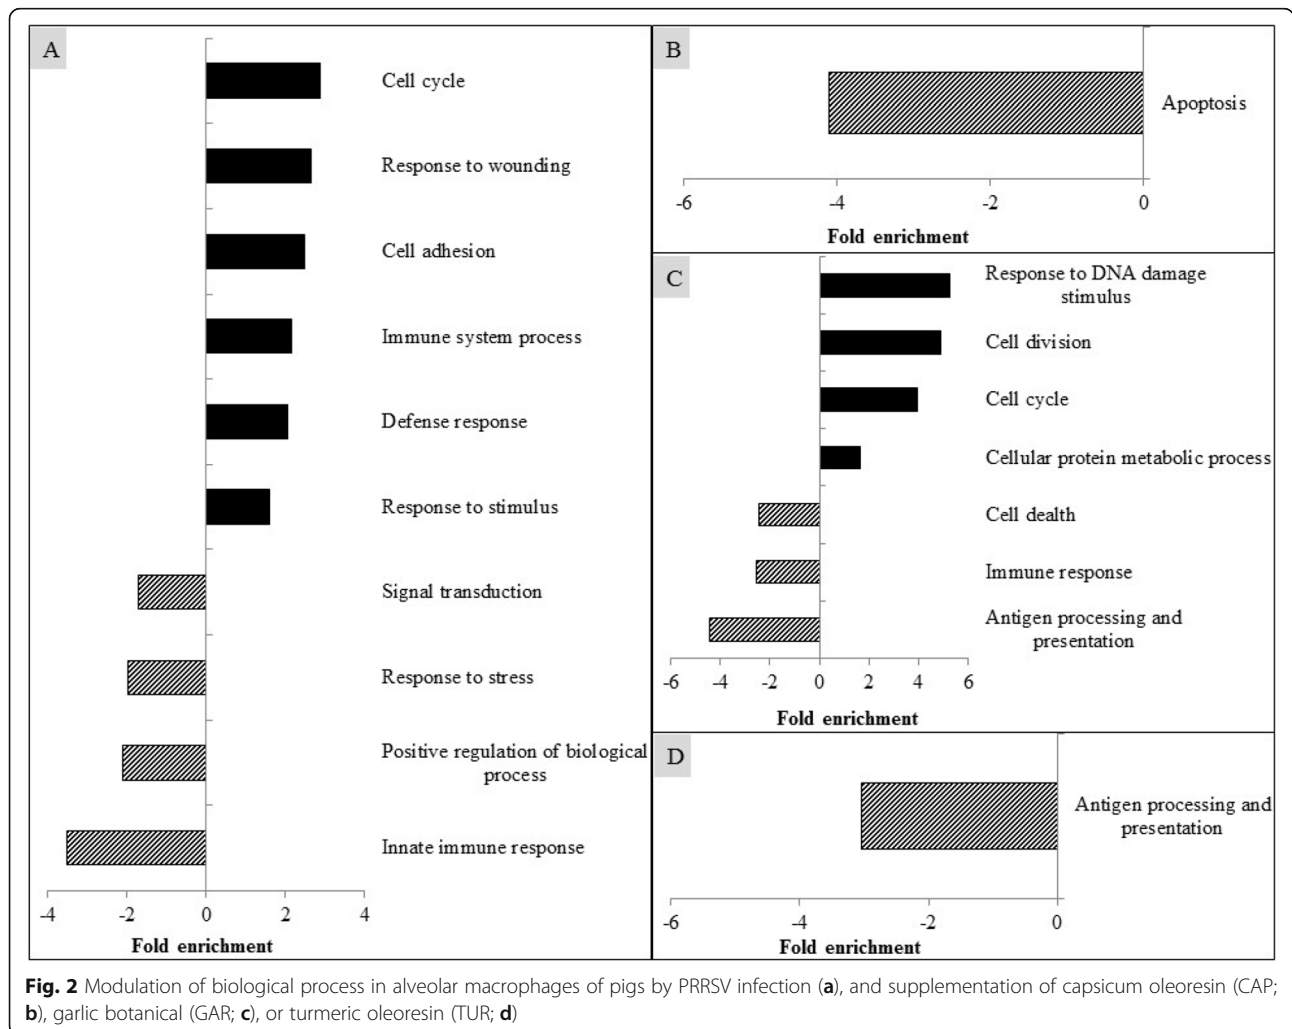 A
Cell cycle
Response to wounding
Cell adhesion
Immune system process
Defense response
Response to stimulus
Signal transduction
Response to stress
Positive regulation of biological
process
Innate immune response
-4 -2 0 2 4
Fold enrichment
B
Apoptosis
-6 -4 -2 0
Fold enrichment
C
Response to DNA damage
stimulus
Cell division
Cell cycle
Cellular protein metabolic process
Cell dealth
Immune response
Antigen processing and
presentation
-6 -4 -2 0 2 4 6
Fold enrichment
D
Antigen processing and
presentation
-6 -4 -2 0
Fold enrichment
Fig. 2 Modulation of biological process in alveolar macrophages of pigs by PRRSV infection (a), and supplementation of capsicum oleoresin (CAP;
b), garlic botanical (GAR; c), or turmeric oleoresin (TUR; d)